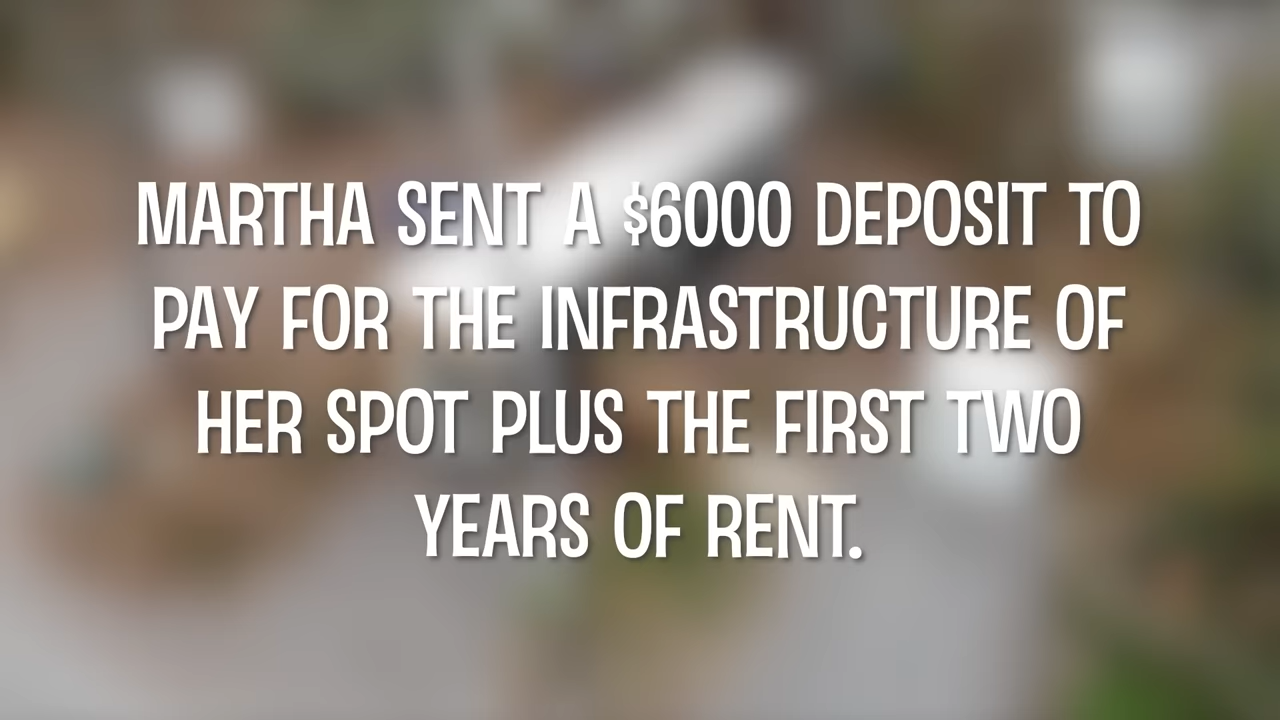 MARTHA SENT A $6000 DEPOSIT TO
PAY FOR THE INFRASTRUCTURE OF
HER SPOT PLUS THE FIRST TWO
YEARS OF RENT.